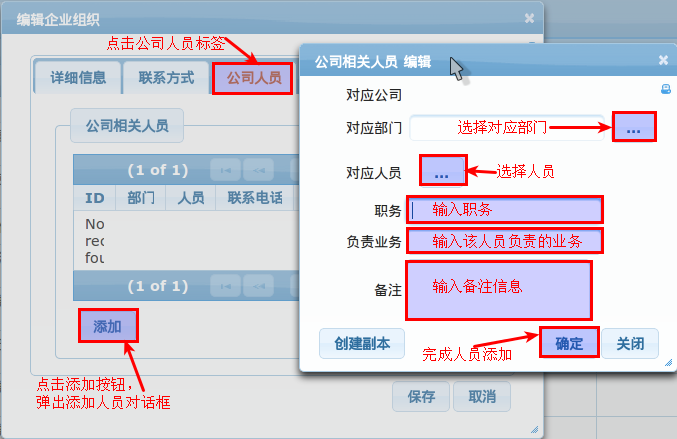 编辑企业组织
点击公司人员标签
详细信息 联系方式 公司人员
公司相关人员
(1 of 1)
ID 部门 人员 联系电话
No
rec
fou
(1 of 1)
添加
点击添加按钮，
弹出添加人员对话框
保存 取消
公司相关人员 编辑
对应公司
对应部门 选择对应部门 ...
对应人员 ... 选择人员
职务 输入职务
负责业务 输入该人员负责的业务
备注 输入备注信息
完成人员添加
创建副本 确定 关闭